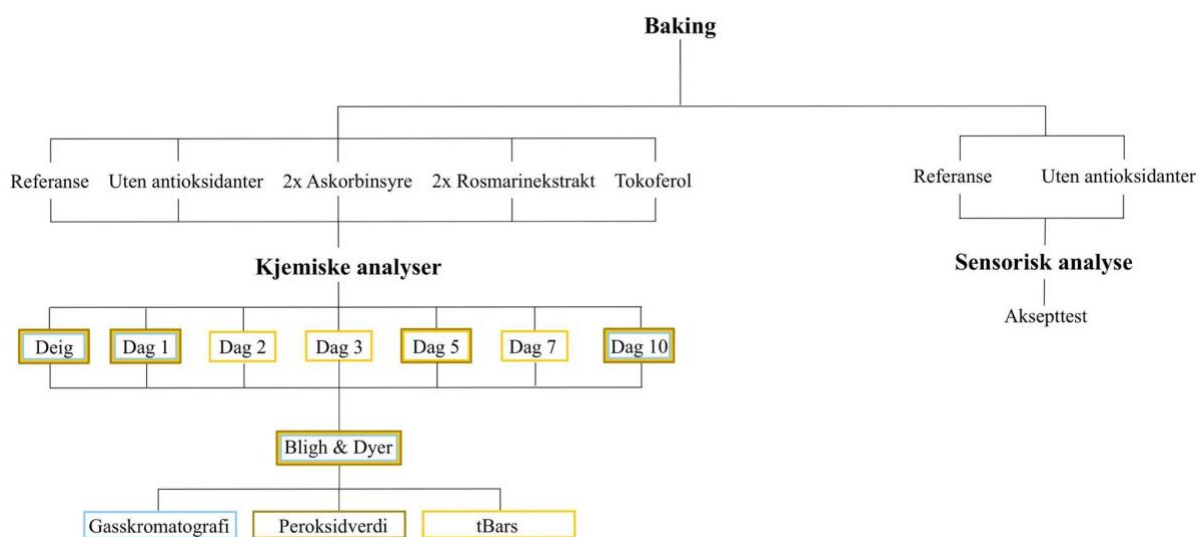 Baking
Referanse Uten antioksidanter 2x Askorbinsyre 2x Rosmarinekstrakt Tokoferol
Referanse Uten antioksidanter
Kjemiske analyser
Sensorisk analyse
Aksepttest
Deig Dag 1 Dag 2 Dag 3 Dag 5 Dag 7 Dag 10
Bligh & Dyer
Gasskromatografi Peroksidverdi tBars